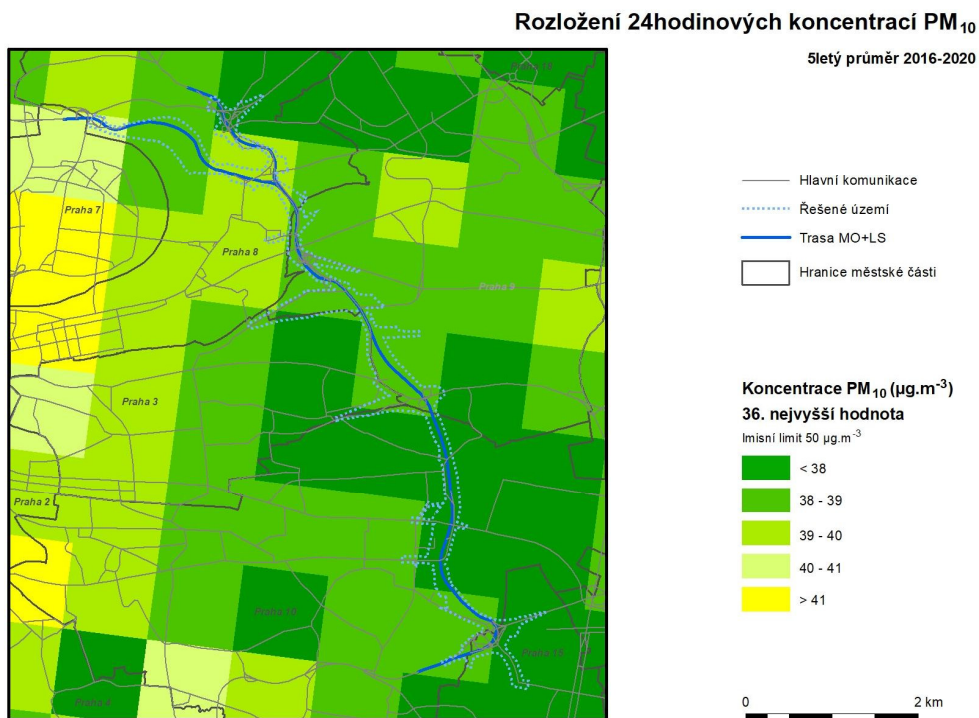 Rozložení 24hodinových koncentrací PM10
5letý průměr 2016-2020
Praha 18
Praha 7
Praha 8
Praha 9
Praha 3
Praha 2
Praha 10
Praha 15
Praha 4
Hlavní komunikace
Řešené území
Trasa MO+LS
Hranice městské části
Koncentrace PM10 (µg.m-3)
36. nejvyšší hodnota
Imisní limit 50 µg.m-3
< 38
38 - 39
39 - 40
40 - 41
> 41
0 2 km